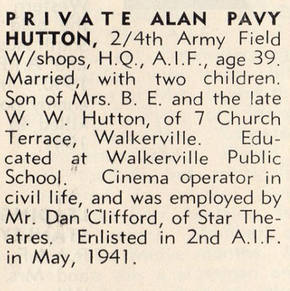 PRIVATE ALAN PAVY
HUTTON, 2/4th Army Field
W/shops, H.Q., A.I.F., age 39.
Married, with two children.
Son of Mrs. B. E. and the late
W. W. Hutton, of 7 Church
Terrace, Walkerville. Edu-
cated at Walkerville Public
School. Cinema operator in
civil life, and was employed by
Mr. Dan Clifford, of Star The-
atres. Enlisted in 2nd A.I.F.
in May, 1941.